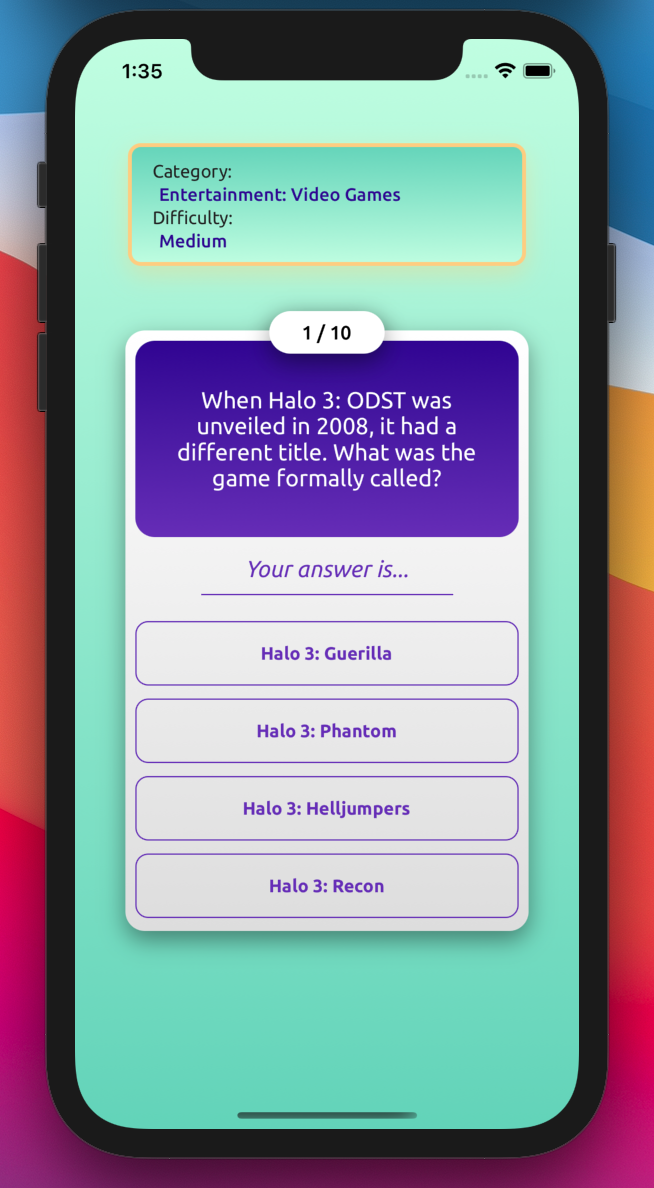 1:35
Category:
Entertainment: Video Games
Difficulty:
Medium
1 / 10
When Halo 3: ODST was
unveiled in 2008, it had a
different title. What was the
game formally called?
Your answer is...
Halo 3: Guerilla
Halo 3: Phantom
Halo 3: Helljumpers
Halo 3: Recon